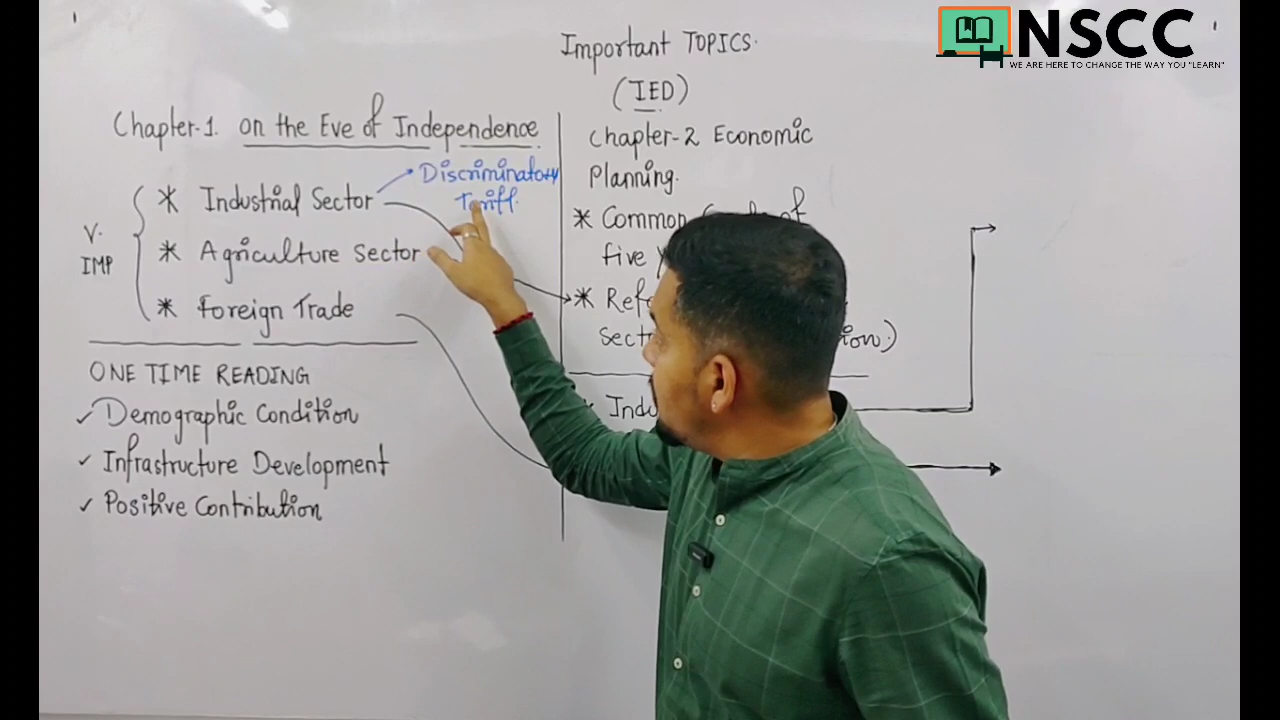 NSCC
WE ARE HERE TO CHANGE THE WAY YOU "LEARN"
Important TOPICS.
(IED)
Chapter-1. on the Eve of Independence
V. IMP
* Industrial Sector
Discriminatory
Tariff.
* Agriculture Sector
* Foreign Trade
ONE TIME READING
✓ Demographic Condition
✓ Infrastructure Development
✓ Positive Contribution
Chapter-2 Economic
Planning.
* Common of
five
*
* Indu